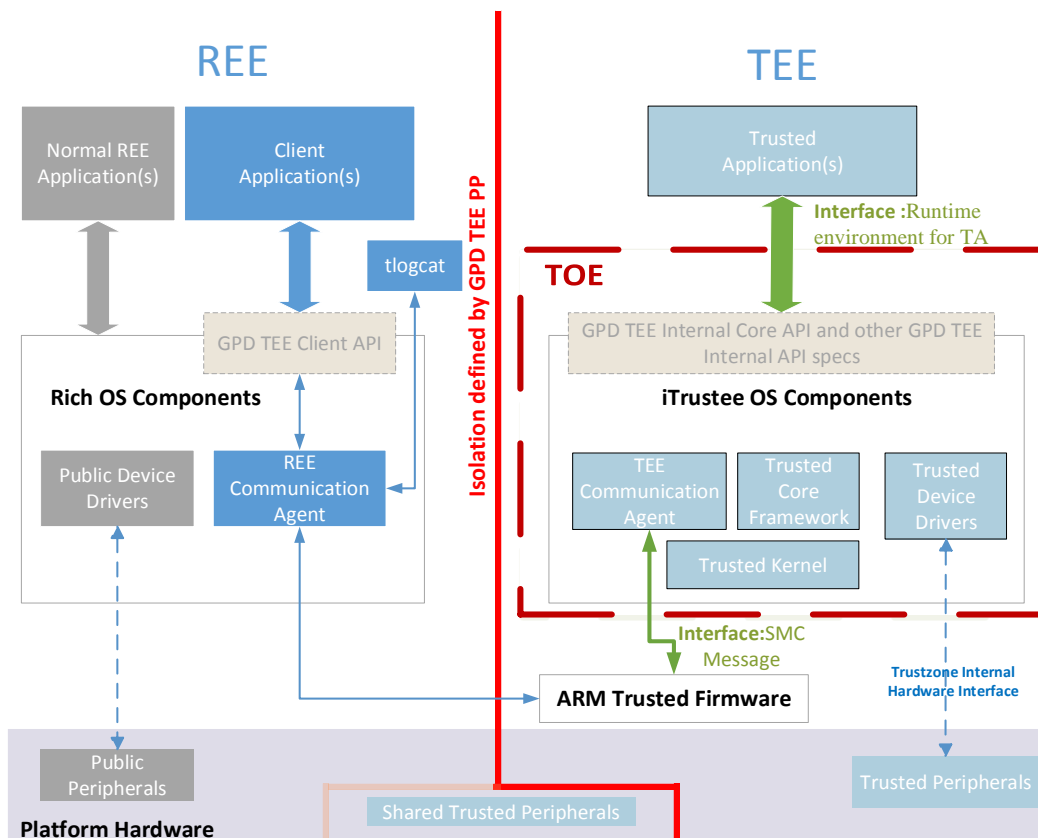 REE
TEE
Normal REE
Application(s)
Client
Application(s)
Trusted
Application(s)
Isolation defined by GPD TEE PP
Interface :Runtime
environment for TA
tlogcat
TOE
GPD TEE Client API
GPD TEE Internal Core API and other GPD TEE
Internal API specs
Rich OS Components
iTrustee OS Components
Public Device
Drivers
REE
Communication
Agent
TEE
Communication
Agent
Trusted
Core
Framework
Trusted
Device
Drivers
Trusted Kernel
Interface:SMC
Message
Trustzone Internal
Hardware Interface
ARM Trusted Firmware
Public
Peripherals
Trusted Peripherals
Shared Trusted Peripherals
Platform Hardware